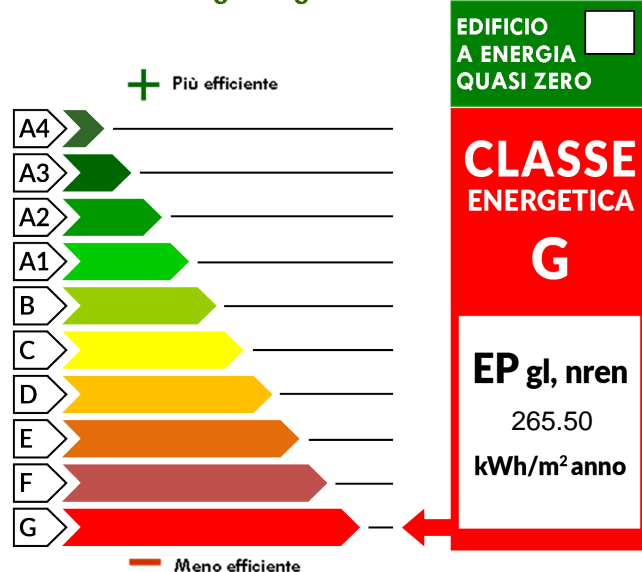 EDIFICIO
A ENERGIA
QUASI ZERO
Più efficiente
A4
A3
A2
A1
B
C
D
E
F
G
Meno efficiente
CLASSE
ENERGETICA
G
EP gl, nren
265.50
kWh/m² anno